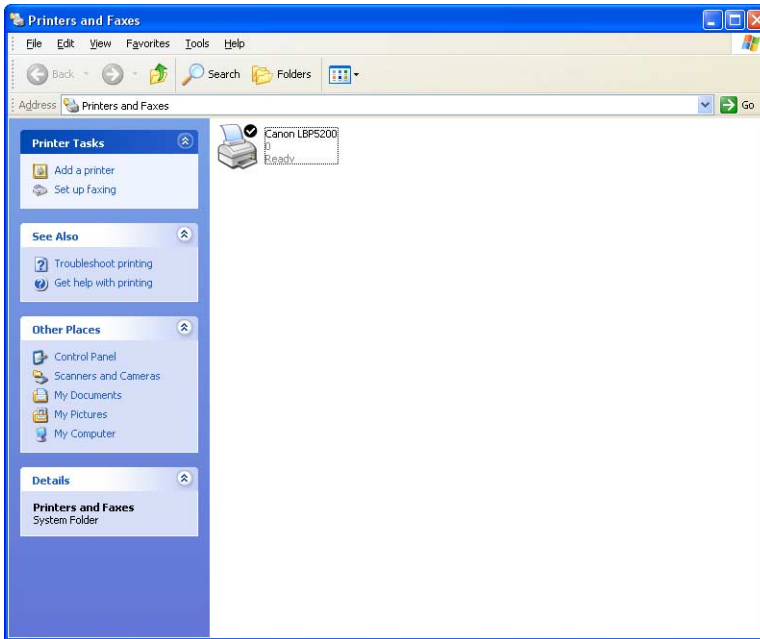 Printers and Faxes
File Edit View Favorites Tools Help
Back Search Folders
Address Printers and Faxes Go
Printer Tasks
Add a printer
Set up faxing
See Also
Troubleshoot printing
Get help with printing
Other Places
Control Panel
Scanners and Cameras
My Documents
My Pictures
My Computer
Details
Printers and Faxes
System Folder
Canon LBP5200
0
Ready